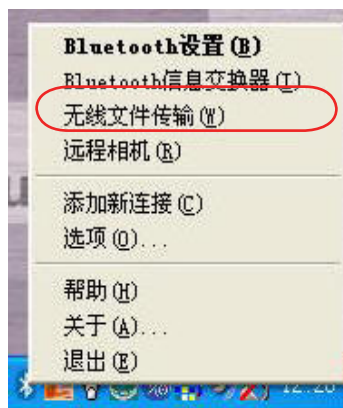 Bluetooth设置(B)
Bluetooth信息交换器(I)
无线文件传输(W)
远程相机(R)
添加新连接(C)
选项(O)...
帮助(H)
关于(A)...
退出(E)